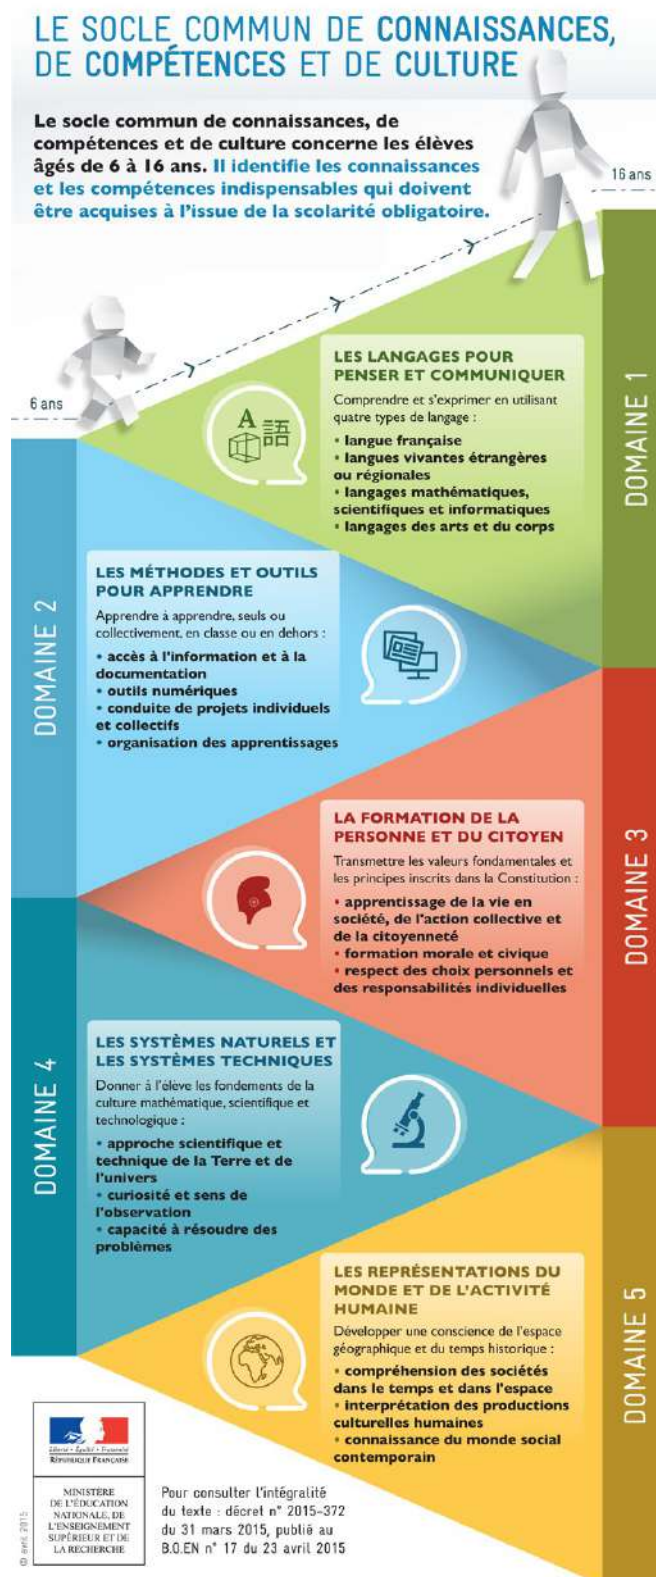 LE SOCLE COMMUN DE CONNAISSANCES,
DE COMPÉTENCES ET DE CULTURE
Le socle commun de connaissances, de
compétences et de culture concerne les élèves
âgés de 6 à 16 ans. Il identifie les connaissances
et les compétences indispensables qui doivent
être acquises à l'issue de la scolarité obligatoire.
16 ans
6 ans
DOMAINE 1
LES LANGAGES POUR
PENSER ET COMMUNIQUER
Comprendre et s'exprimer en utilisant
quatre types de langage :
• langue française
• langues vivantes étrangères
ou régionales
• langages mathématiques,
scientifiques et informatiques
• langages des arts et du corps
A 語
DOMAINE 2
LES MÉTHODES ET OUTILS
POUR APPRENDRE
Apprendre à apprendre, seuls ou
collectivement, en classe ou en dehors :
• accès à l'information et à la
documentation
• outils numériques
• conduite de projets individuels
et collectifs
• organisation des apprentissages
DOMAINE 3
LA FORMATION DE LA
PERSONNE ET DU CITOYEN
Transmettre les valeurs fondamentales et
les principes inscrits dans la Constitution :
• apprentissage de la vie en
société, de l'action collective et
de la citoyenneté
• formation morale et civique
• respect des choix personnels et
des responsabilités individuelles
DOMAINE 4
LES SYSTÈMES NATURELS ET
LES SYSTÈMES TECHNIQUES
Donner à l'élève les fondements de la
culture mathématique, scientifique et
technologique :
• approche scientifique et
technique de la Terre et de
l'univers
• curiosité et sens de
l'observation
• capacité à résoudre des
problèmes
DOMAINE 5
LES REPRÉSENTATIONS DU
MONDE ET DE L'ACTIVITÉ
HUMAINE
Développer une conscience de l'espace
géographique et du temps historique :
• compréhension des sociétés
dans le temps et dans l'espace
• interprétation des productions
culturelles humaines
• connaissance du monde social
contemporain
Liberté • Égalité • Fraternité
RÉPUBLIQUE FRANÇAISE
MINISTÈRE
DE L'ÉDUCATION
NATIONALE, DE
L'ENSEIGNEMENT
SUPÉRIEUR ET DE
LA RECHERCHE
© avril 2015
Pour consulter l'intégralité
du texte : décret n° 2015-372
du 31 mars 2015, publié au
B.O.EN n° 17 du 23 avril 2015